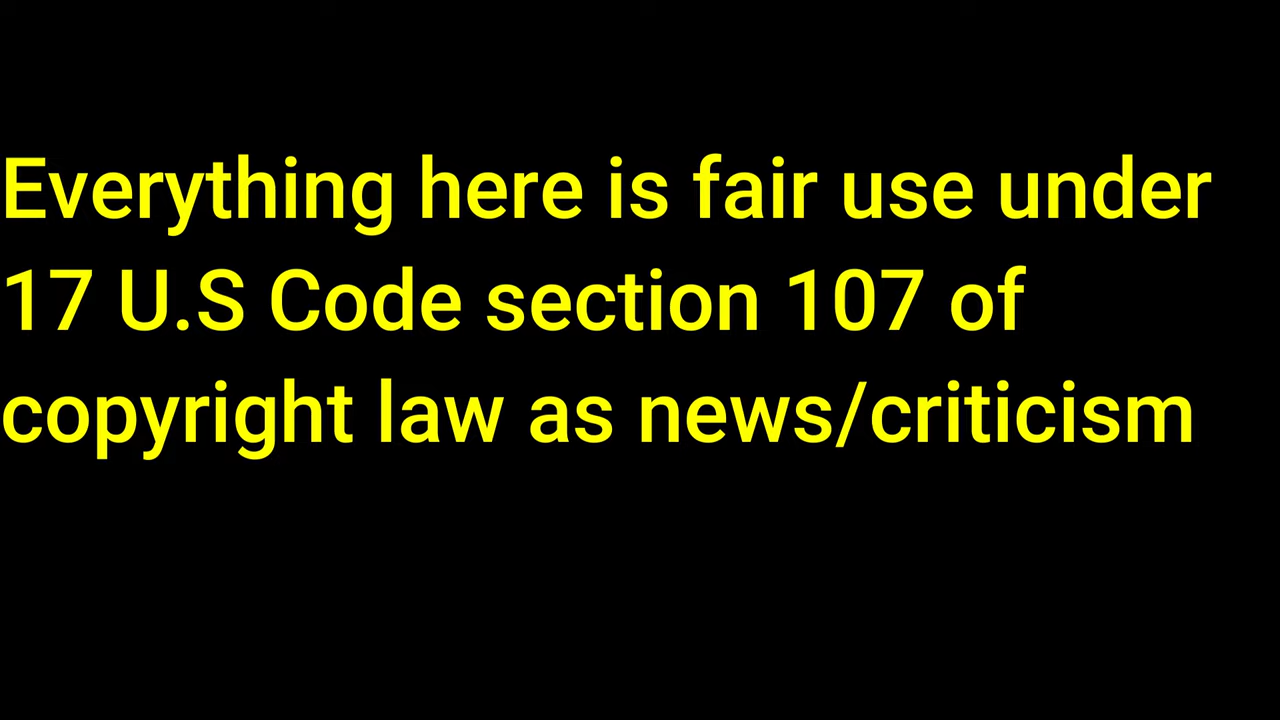 Everything here is fair use under
17 U.S Code section 107 of
copyright law as news/criticism